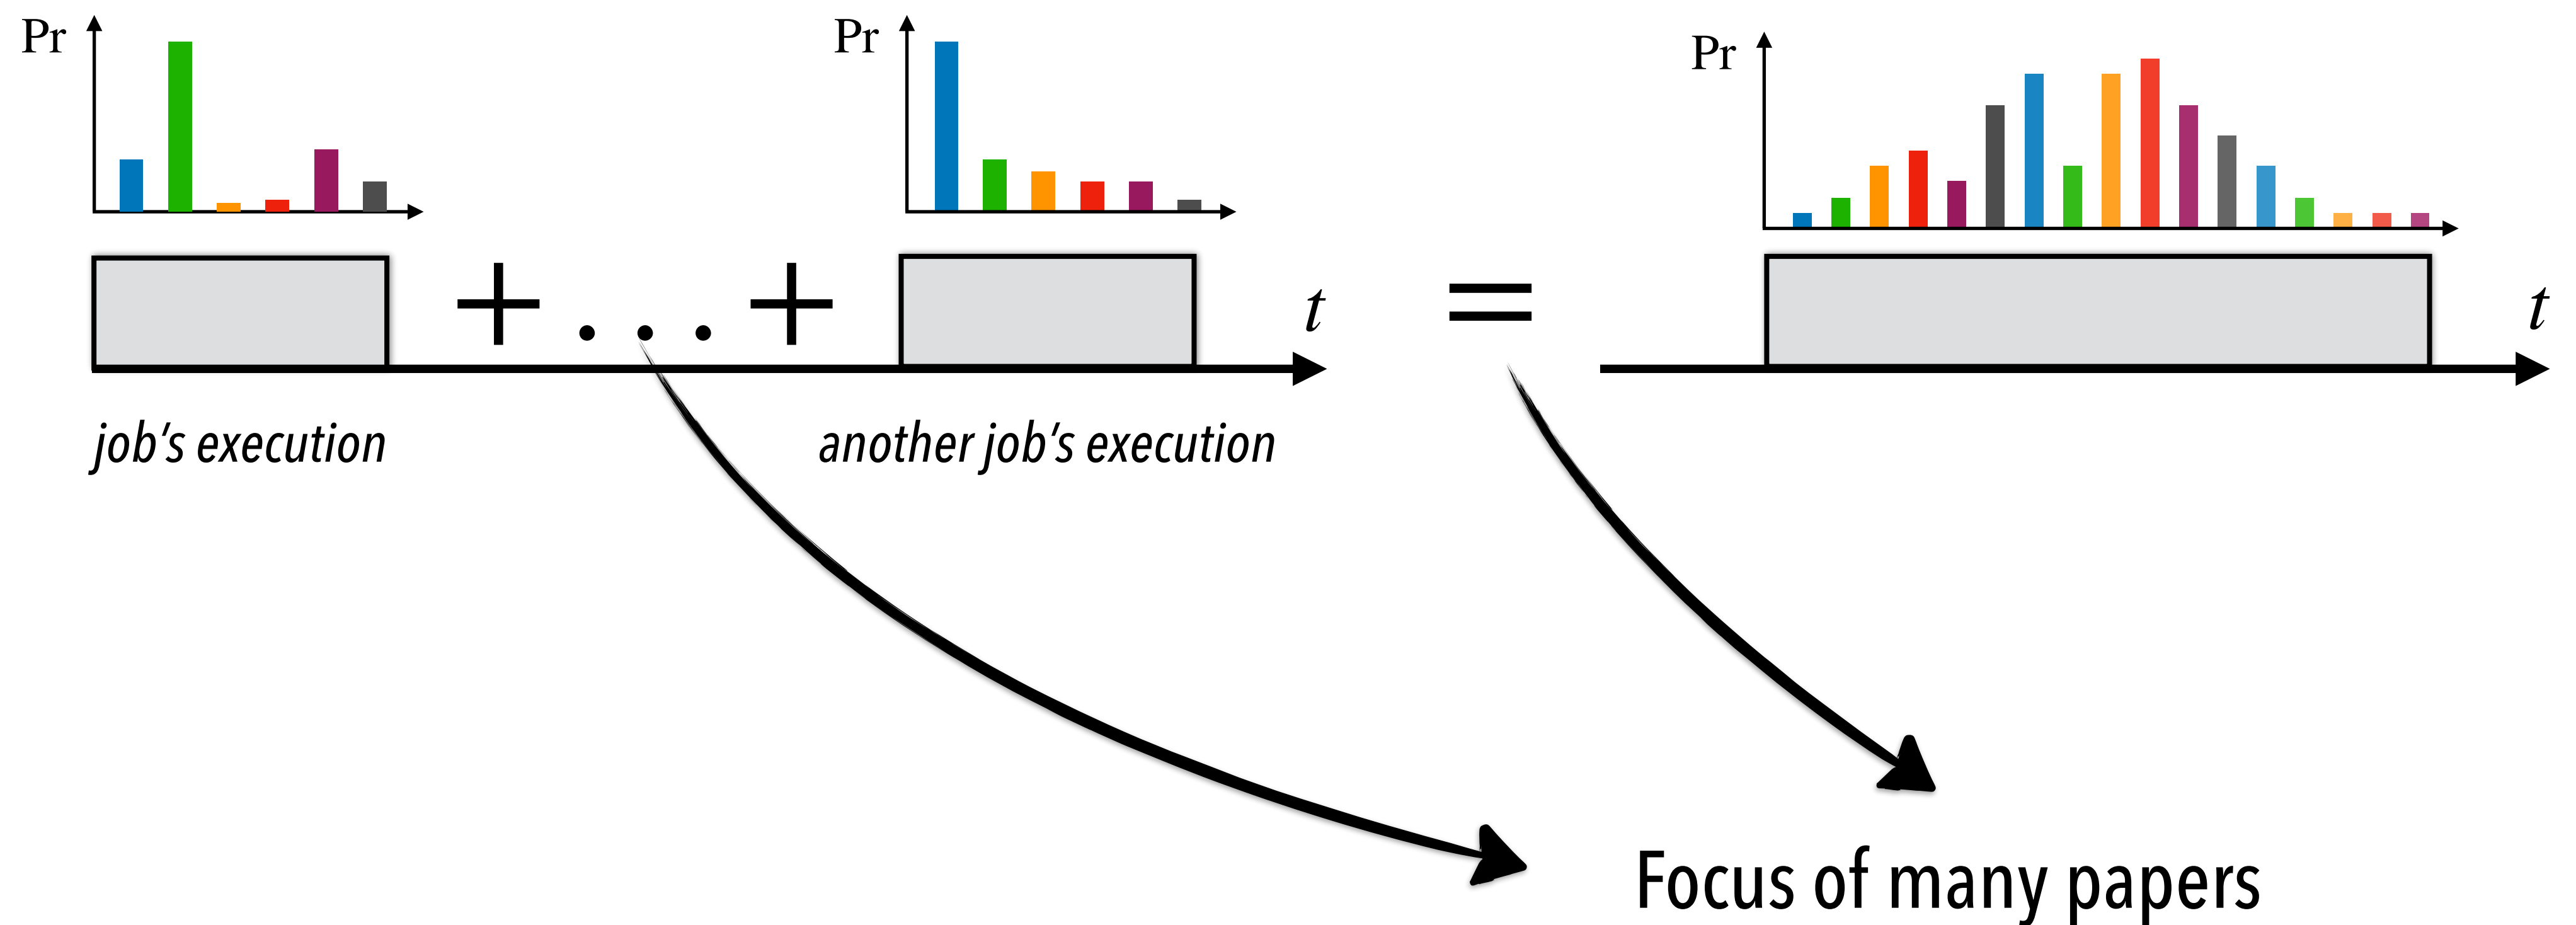 Pr
Pr
Pr
+ . . . +
t
=
t
job's execution
another job's execution
Focus of many papers